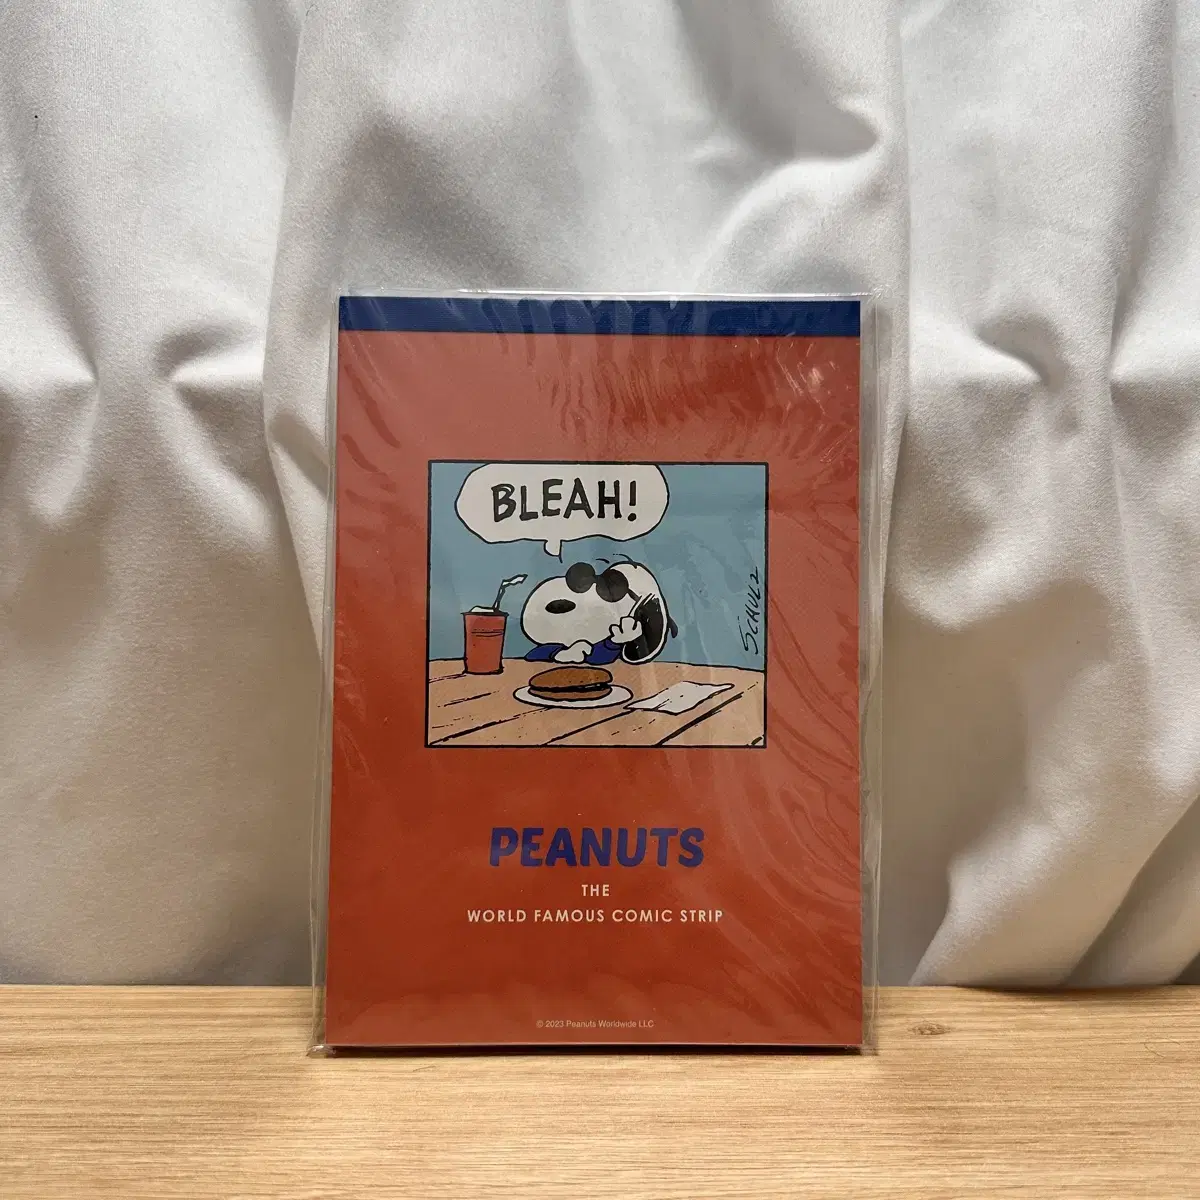 BLEAH!
SCHULZ
PEANUTS
THE
WORLD FAMOUS COMIC STRIP
© 2023 Peanuts Worldwide LLC